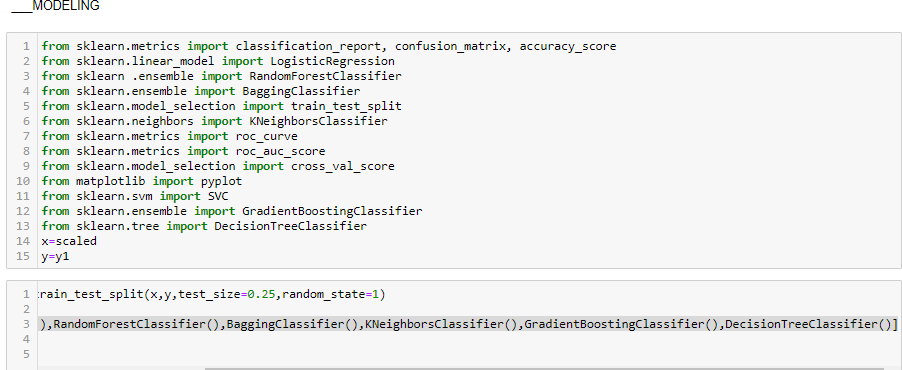 ___MODELING
1 from sklearn.metrics import classification_report, confusion_matrix, accuracy_score
2 from sklearn.linear_model import LogisticRegression
3 from sklearn .ensemble import RandomForestClassifier
4 from sklearn.ensemble import BaggingClassifier
5 from sklearn.model_selection import train_test_split
6 from sklearn.neighbors import KNeighborsClassifier
7 from sklearn.metrics import roc_curve
8 from sklearn.metrics import roc_auc_score
9 from sklearn.model_selection import cross_val_score
10 from matplotlib import pyplot
11 from sklearn.svm import SVC
12 from sklearn.ensemble import GradientBoostingClassifier
13 from sklearn.tree import DecisionTreeClassifier
14 x=scaled
15 y=y1
1 rain_test_split(x,y,test_size=0.25,random_state=1)
2
3 ),RandomForestClassifier(),BaggingClassifier(),KNeighborsClassifier(),GradientBoostingClassifier(),DecisionTreeClassifier()]
4
5